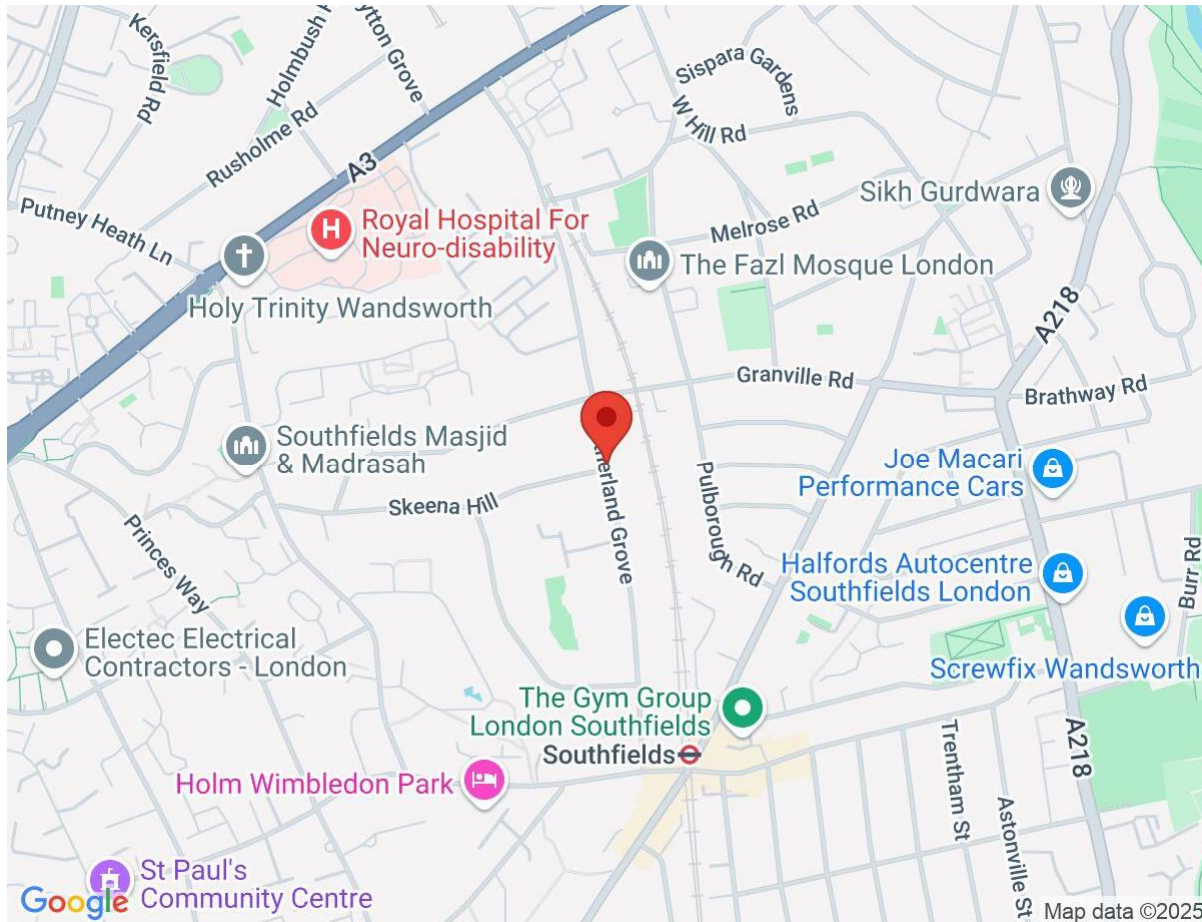 Kersfield Rd
Holmbush R
ytton Grove
Sispara Gardens
W Hill Rd
Rusholme Rd
A3
Sikh Gurdwara
Putney Heath Ln
Royal Hospital For
Neuro-disability
Melrose Rd
The Fazl Mosque London
Holy Trinity Wandsworth
A218
Granville Rd
Brathway Rd
Southfields Masjid
& Madrasah
Joe Macari
Performance Cars
Skeena Hill
therland Grove
Pulborough Rd
Princes Way
Halfords Autocentre
Southfields London
Burr Rd
Electec Electrical
Contractors - London
Screwfix Wandsworth
The Gym Group
London Southfields
Southfields
Trentham St
A218
Holm Wimbledon Park
Astonville St
St Paul's
Community Centre
Google
Map data ©2025